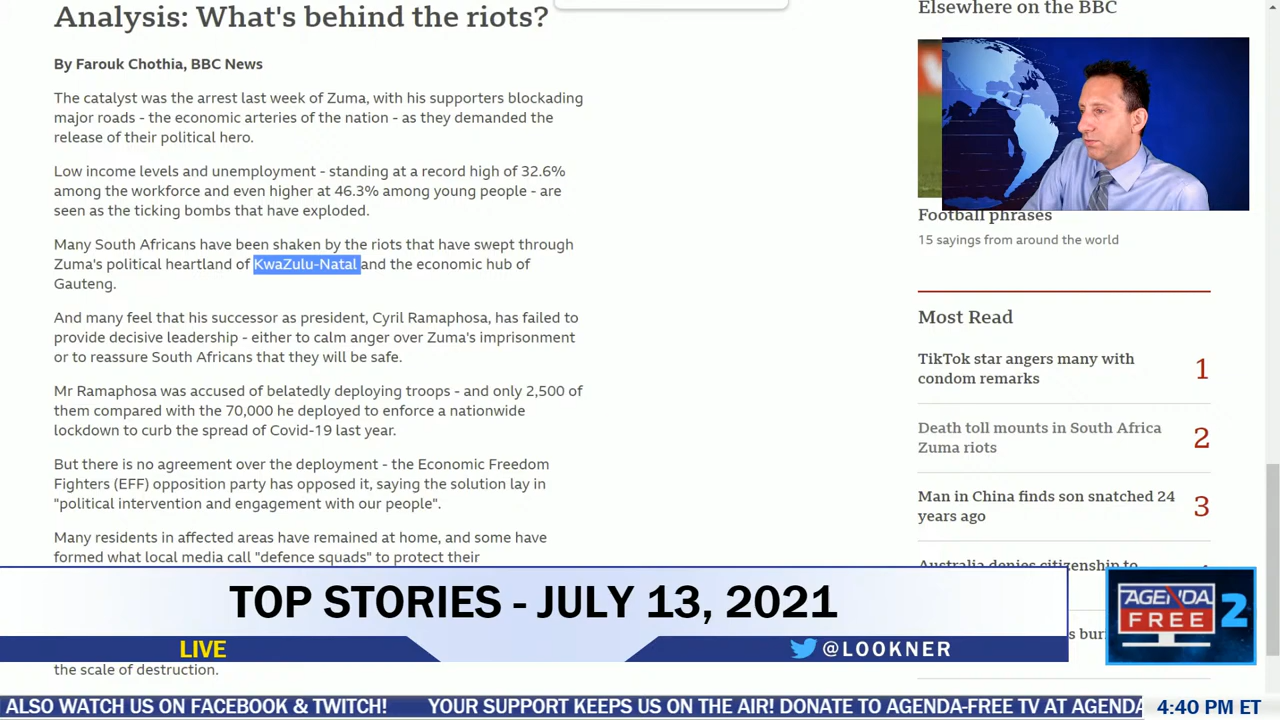 Analysis: What's behind the riots?
By Farouk Chothia, BBC News
The catalyst was the arrest last week of Zuma, with his supporters blockading
major roads - the economic arteries of the nation - as they demanded the
release of their political hero.
Low income levels and unemployment - standing at a record high of 32.6%
among the workforce and even higher at 46.3% among young people - are
seen as the ticking bombs that have exploded.
Many South Africans have been shaken by the riots that have swept through
Zuma's political heartland of KwaZulu-Natal and the economic hub of
Gauteng.
And many feel that his successor as president, Cyril Ramaphosa, has failed to
provide decisive leadership - either to calm anger over Zuma's imprisonment
or to reassure South Africans that they will be safe.
Mr Ramaphosa was accused of belatedly deploying troops - and only 2,500 of
them compared with the 70,000 he deployed to enforce a nationwide
lockdown to curb the spread of Covid-19 last year.
But there is no agreement over the deployment - the Economic Freedom
Fighters (EFF) opposition party has opposed it, saying the solution lay in
"political intervention and engagement with our people".
Many residents in affected areas have remained at home, and some have
formed what local media call "defence squads" to protect their
the scale of destruction.
Elsewhere on the BBC
Football phrases
15 sayings from around the world
Most Read
TikTok star angers many with
condom remarks
1
Death toll mounts in South Africa
Zuma riots
2
Man in China finds son snatched 24
years ago
3
Australia denies citizenship to
TOP STORIES - JULY 13, 2021
LIVE
@LOOKNER
AGENDA
FREE
2
ALSO WATCH US ON FACEBOOK & TWITCH! YOUR SUPPORT KEEPS US ON THE AIR! DONATE TO AGENDA-FREE TV AT AGENDA
4:40 PM ET